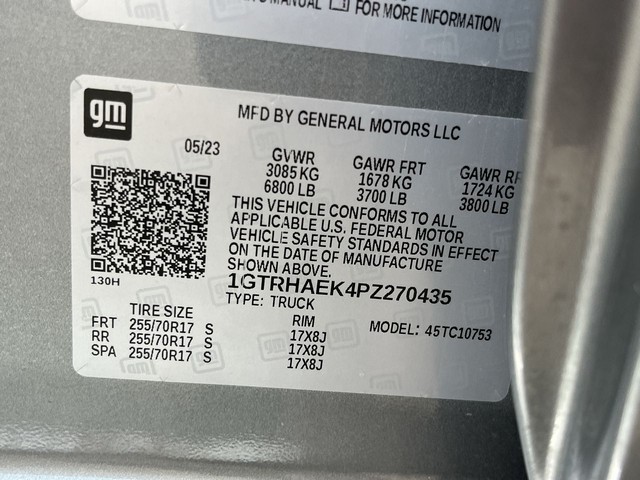 MANUAL FOR MORE INFORMATION
gm
MFD BY GENERAL MOTORS LLC
05/23
GVWR GAWR FRT GAWR RR
3085 KG 1678 KG 1724 KG
6800 LB 3700 LB 3800 LB
THIS VEHICLE CONFORMS TO ALL
APPLICABLE U.S. FEDERAL MOTOR
VEHICLE SAFETY STANDARDS IN EFFECT
ON THE DATE OF MANUFACTURE
SHOWN ABOVE.
130H
1GTRHAEK4PZ270435
TYPE: TRUCK
TIRE SIZE RIM MODEL: 45TC10753
FRT 255/70R17 S 17X8J
RR 255/70R17 S 17X8J
SPA 255/70R17 S 17X8J